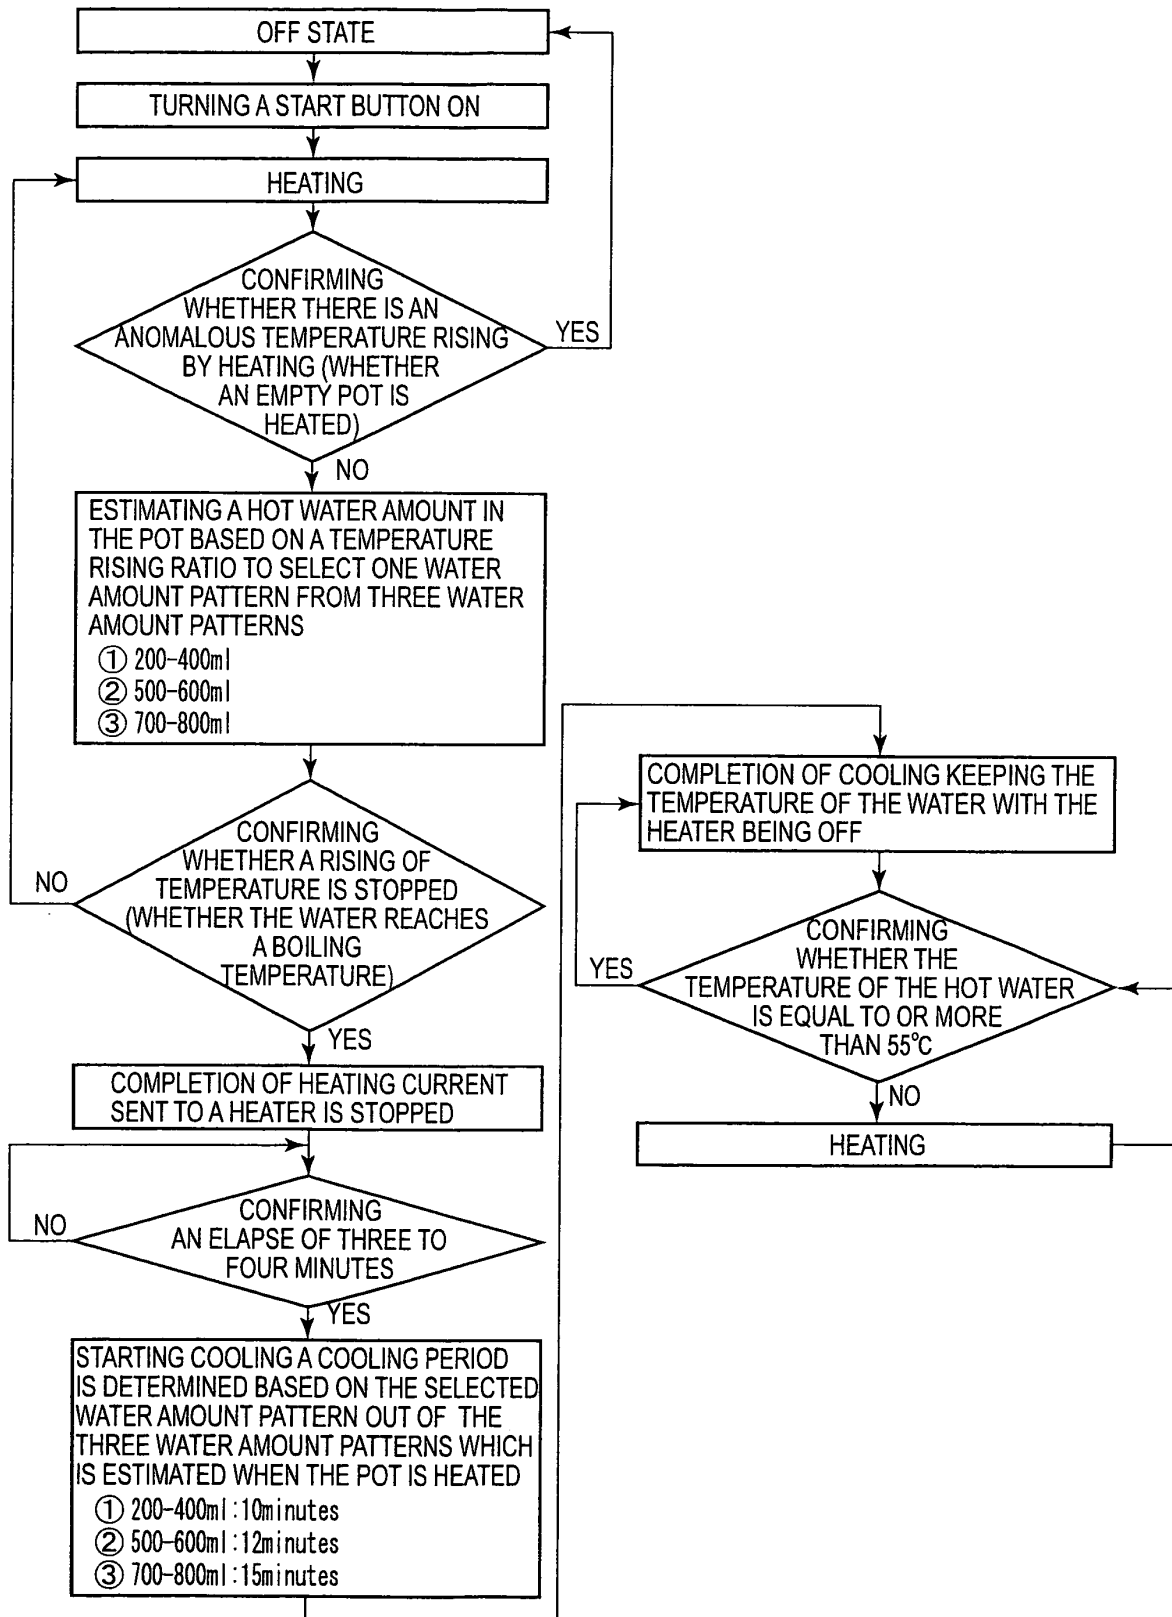 OFF STATE
TURNING A START BUTTON ON
HEATING
CONFIRMING
WHETHER THERE IS AN
ANOMALOUS TEMPERATURE RISING
BY HEATING (WHETHER
AN EMPTY POT IS
HEATED)
YES
NO
ESTIMATING A HOT WATER AMOUNT IN
THE POT BASED ON A TEMPERATURE
RISING RATIO TO SELECT ONE WATER
AMOUNT PATTERN FROM THREE WATER
AMOUNT PATTERNS
① 200-400ml
② 500-600ml
③ 700-800ml
CONFIRMING
WHETHER A RISING OF
TEMPERATURE IS STOPPED
(WHETHER THE WATER REACHES
A BOILING
TEMPERATURE)
NO
YES
COMPLETION OF HEATING CURRENT
SENT TO A HEATER IS STOPPED
CONFIRMING
AN ELAPSE OF THREE TO
FOUR MINUTES
NO
YES
STARTING COOLING A COOLING PERIOD
IS DETERMINED BASED ON THE SELECTED
WATER AMOUNT PATTERN OUT OF THE
THREE WATER AMOUNT PATTERNS WHICH
IS ESTIMATED WHEN THE POT IS HEATED
① 200-400ml:10minutes
② 500-600ml:12minutes
③ 700-800ml:15minutes
COMPLETION OF COOLING KEEPING THE
TEMPERATURE OF THE WATER WITH THE
HEATER BEING OFF
CONFIRMING
WHETHER THE
TEMPERATURE OF THE HOT WATER
IS EQUAL TO OR MORE
THAN 55°C
YES
NO
HEATING